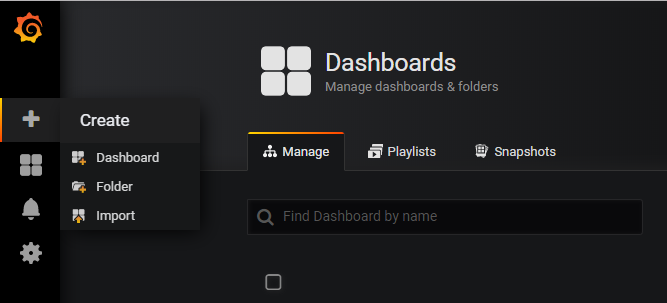 Dashboards
Manage dashboards & folders
Create
Dashboard
Folder
Import
Manage
Playlists
Snapshots
Find Dashboard by name